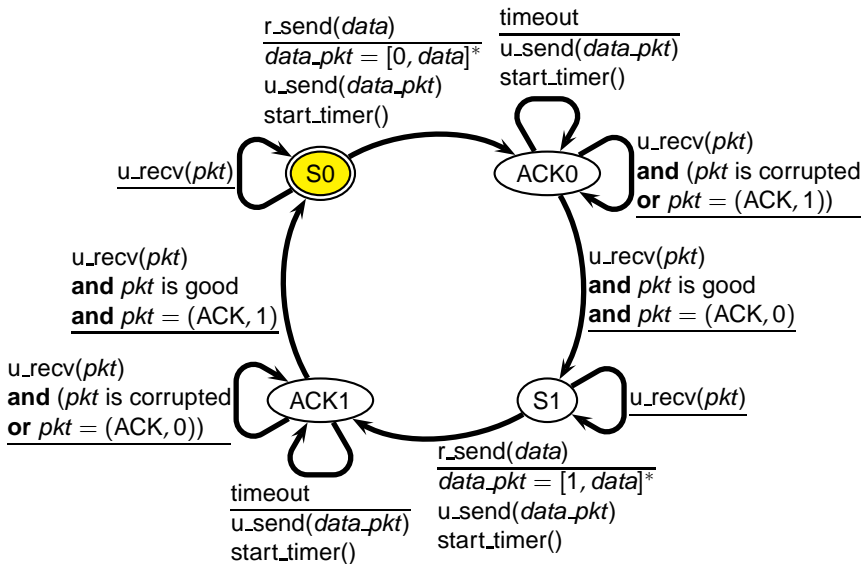 r_send(data)
data_pkt = [0, data]*
u_send(data_pkt)
start_timer()
timeout
u_send(data_pkt)
start_timer()
u_recv(pkt)
S0
ACK0
u_recv(pkt)
and (pkt is corrupted
or pkt = (ACK, 1))
u_recv(pkt)
and pkt is good
and pkt = (ACK, 1)
u_recv(pkt)
and pkt is good
and pkt = (ACK, 0)
u_recv(pkt)
and (pkt is corrupted
or pkt = (ACK, 0))
ACK1
S1
u_recv(pkt)
timeout
u_send(data_pkt)
start_timer()
r_send(data)
data_pkt = [1, data]*
u_send(data_pkt)
start_timer()